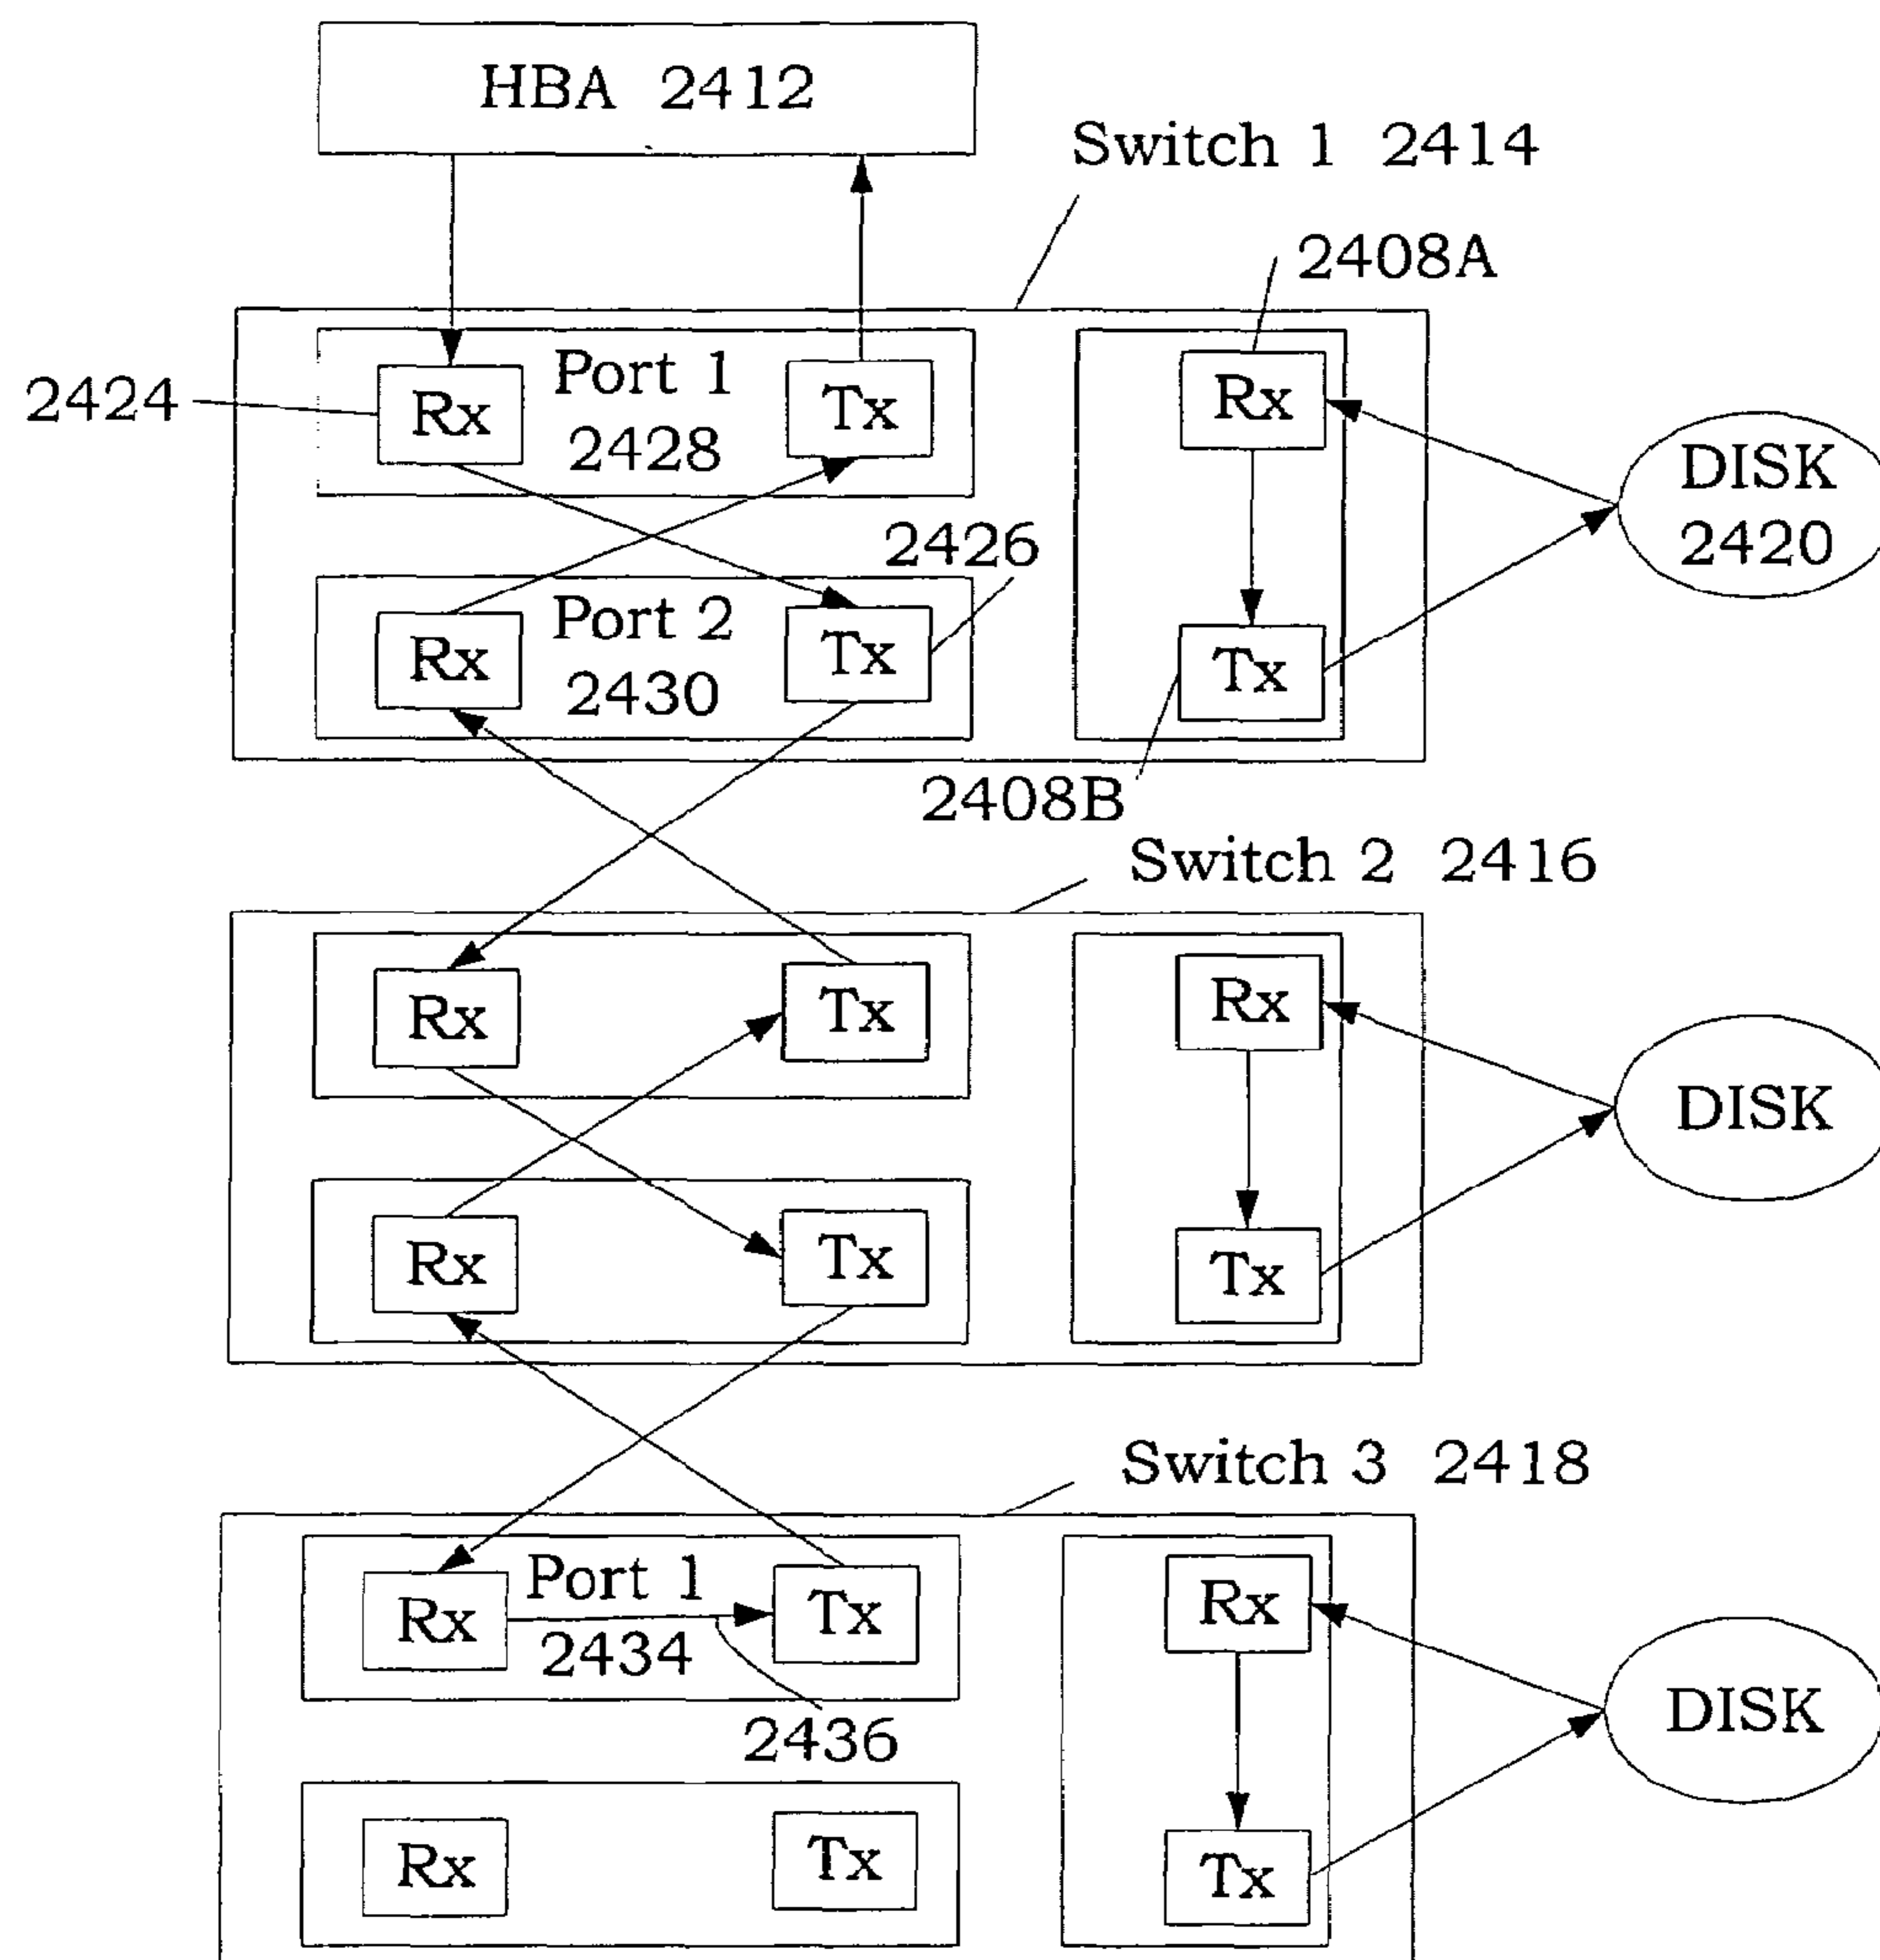 HBA 2412
Switch 1 2414
2408A
2424
Rx
Port 1
2428
Tx
Rx
DISK
2420
2426
Rx
Port 2
2430
Tx
Tx
2408B
Switch 2 2416
Rx
Tx
Rx
DISK
Rx
Tx
Tx
Switch 3 2418
Rx
Port 1
2434
Tx
Rx
2436
DISK
Rx
Tx
Tx